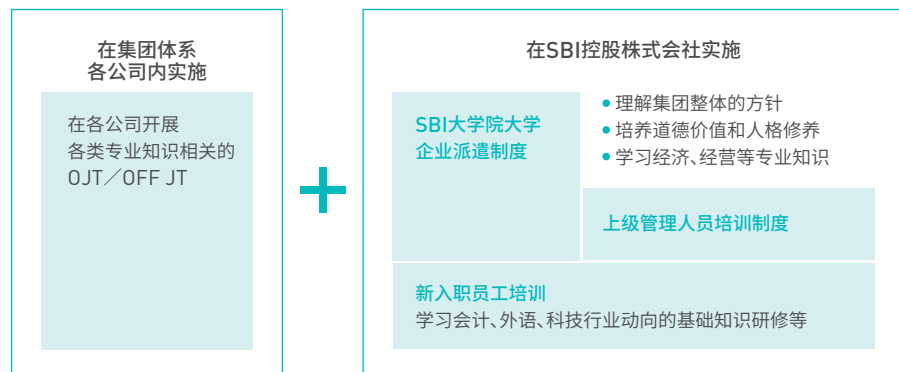 在集团体系
各公司内实施
在各公司开展
各类专业知识相关的
OJT／OFF JT
+
在SBI控股株式会社实施
SBI大学院大学
企业派遣制度
• 理解集团整体的方针
• 培养道德价值和人格修养
• 学习经济、经营等专业知识
上级管理人员培训制度
新入职员工培训
学习会计、外语、科技行业动向的基础知识研修等